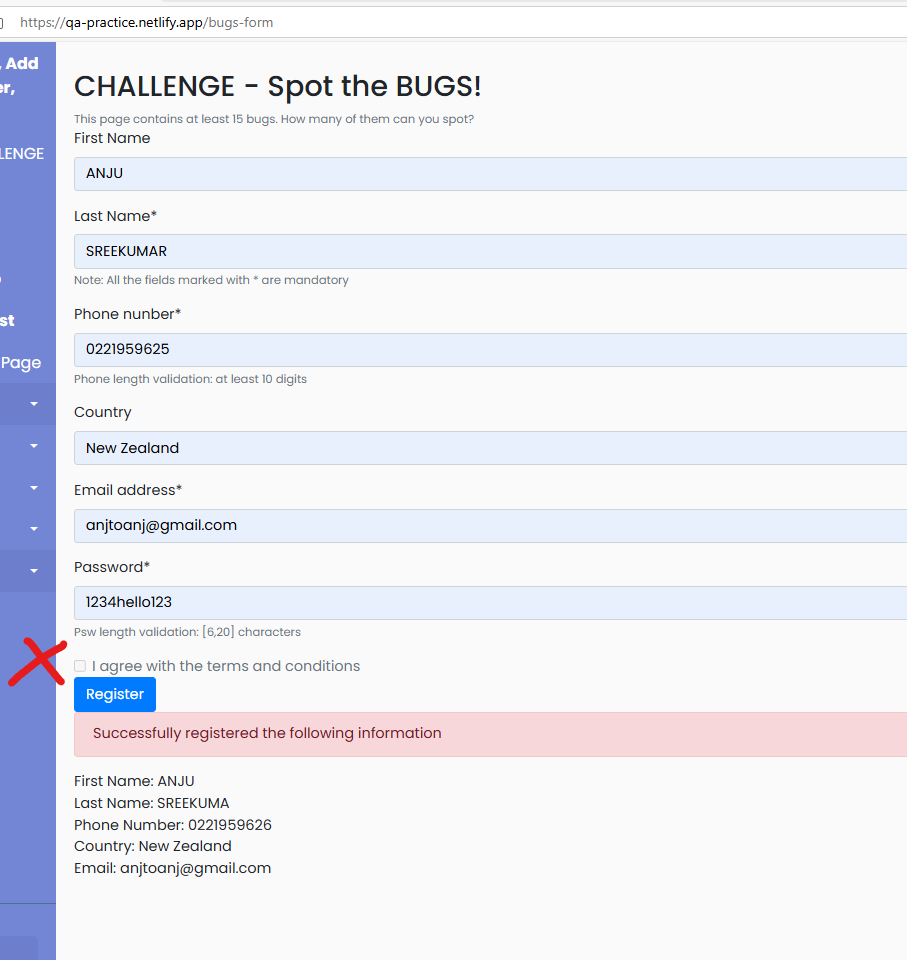 https://qa-practice.netlify.app/bugs-form
, Add
er,
LENGE
CHALLENGE - Spot the BUGS!
This page contains at least 15 bugs. How many of them can you spot?
First Name
ANJU
Last Name*
SREEKUMAR
Note: All the fields marked with * are mandatory
st
Phone nunber*
0221959625
Page
Phone length validation: at least 10 digits
Country
New Zealand
Email address*
anjtoanj@gmail.com
Password*
1234hello123
Psw length validation: [6,20] characters
I agree with the terms and conditions
Register
Successfully registered the following information
First Name: ANJU
Last Name: SREEKUMA
Phone Number: 0221959626
Country: New Zealand
Email: anjtoanj@gmail.com